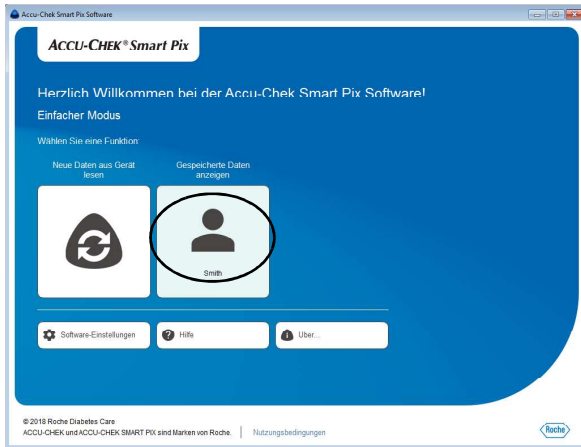 Accu-Chek Smart Pix Software
ACCU-CHEK® Smart Pix
Herzlich Willkommen bei der Accu-Chek Smart Pix Software!
Einfacher Modus
Wählen Sie eine Funktion:
Neue Daten aus Gerät
lesen
Gespeicherte Daten
anzeigen
Smith
Software-Einstellungen
Hilfe
Über...
© 2018 Roche Diabetes Care
ACCU-CHEK und ACCU-CHEK SMART PIX sind Marken von Roche.
Nutzungsbedingungen
Roche